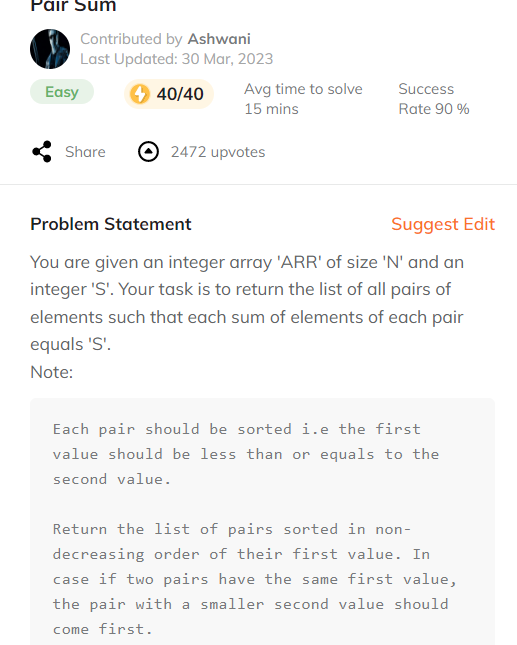 Pair Sum
Contributed by Ashwani
Last Updated: 30 Mar, 2023
Easy
40/40
Avg time to solve
15 mins
Success
Rate 90 %
Share
2472 upvotes
Problem Statement
Suggest Edit
You are given an integer array 'ARR' of size 'N' and an
integer 'S'. Your task is to return the list of all pairs of
elements such that each sum of elements of each pair
equals 'S'.
Note:
Each pair should be sorted i.e the first
value should be less than or equals to the
second value.
Return the list of pairs sorted in non-
decreasing order of their first value. In
case if two pairs have the same first value,
the pair with a smaller second value should
come first.